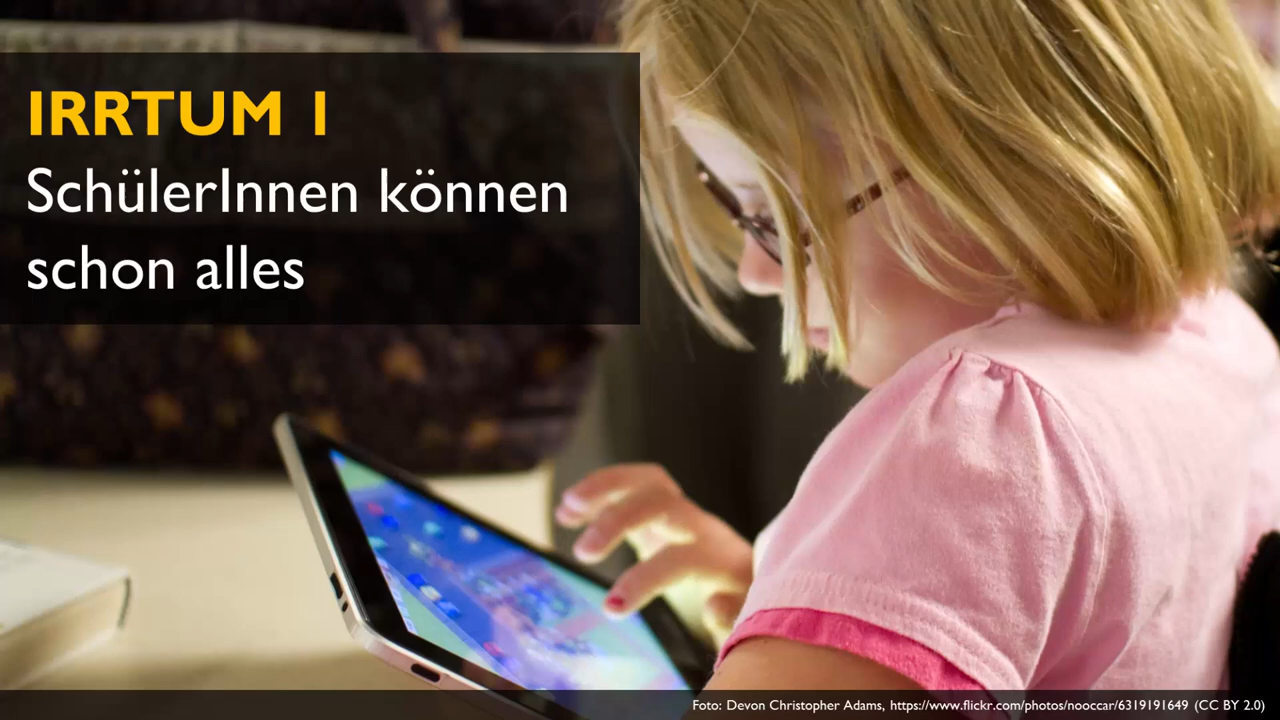 IRRTUM 1
SchülerInnen können
schon alles
Foto: Devon Christopher Adams, https://www.flickr.com/photos/nooccar/6319191649 (CC BY 2.0)